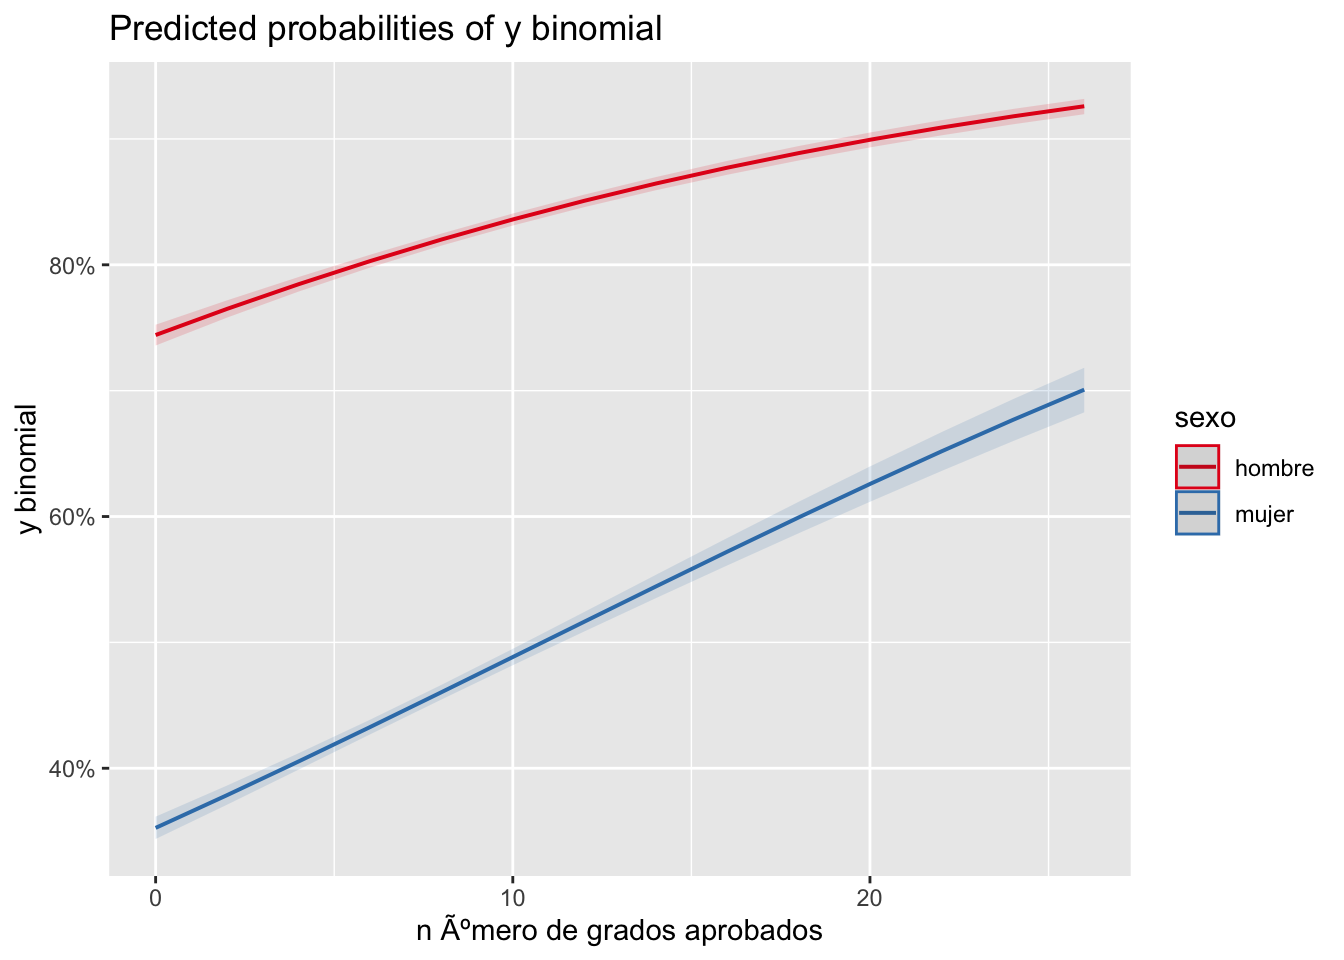 Predicted probabilities of y binomial
y binomial
80%
60%
40%
0
10
20
n Ãºmero de grados aprobados
sexo
hombre
mujer